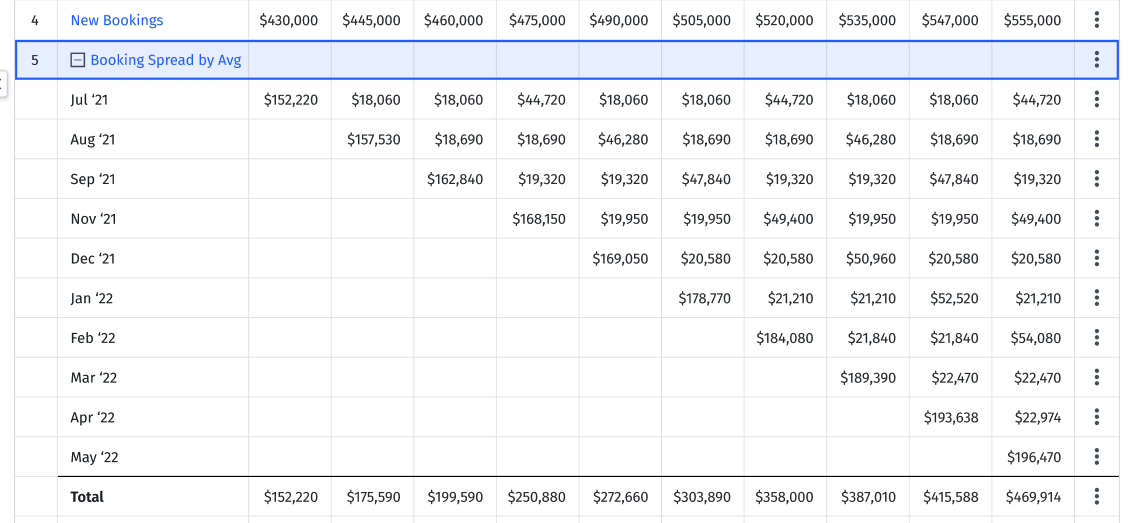 4 New Bookings $430,000 $445,000 $460,000 $475,000 $490,000 $505,000 $520,000 $535,000 $547,000 $555,000
5 Booking Spread by Avg
Jul ‘21 $152,220 $18,060 $18,060 $44,720 $18,060 $18,060 $44,720 $18,060 $18,060 $44,720
Aug ‘21 $157,530 $18,690 $18,690 $46,280 $18,690 $18,690 $46,280 $18,690 $18,690
Sep ‘21 $162,840 $19,320 $19,320 $47,840 $19,320 $19,320 $47,840 $19,320
Nov ‘21 $168,150 $19,950 $19,950 $49,400 $19,950 $19,950 $49,400
Dec ‘21 $169,050 $20,580 $20,580 $50,960 $20,580 $20,580
Jan ‘22 $178,770 $21,210 $21,210 $52,520 $21,210
Feb ‘22 $184,080 $21,840 $21,840 $54,080
Mar ‘22 $189,390 $22,470 $22,470
Apr ‘22 $193,638 $22,974
May ‘22 $196,470
Total $152,220 $175,590 $199,590 $250,880 $272,660 $303,890 $358,000 $387,010 $415,588 $469,914